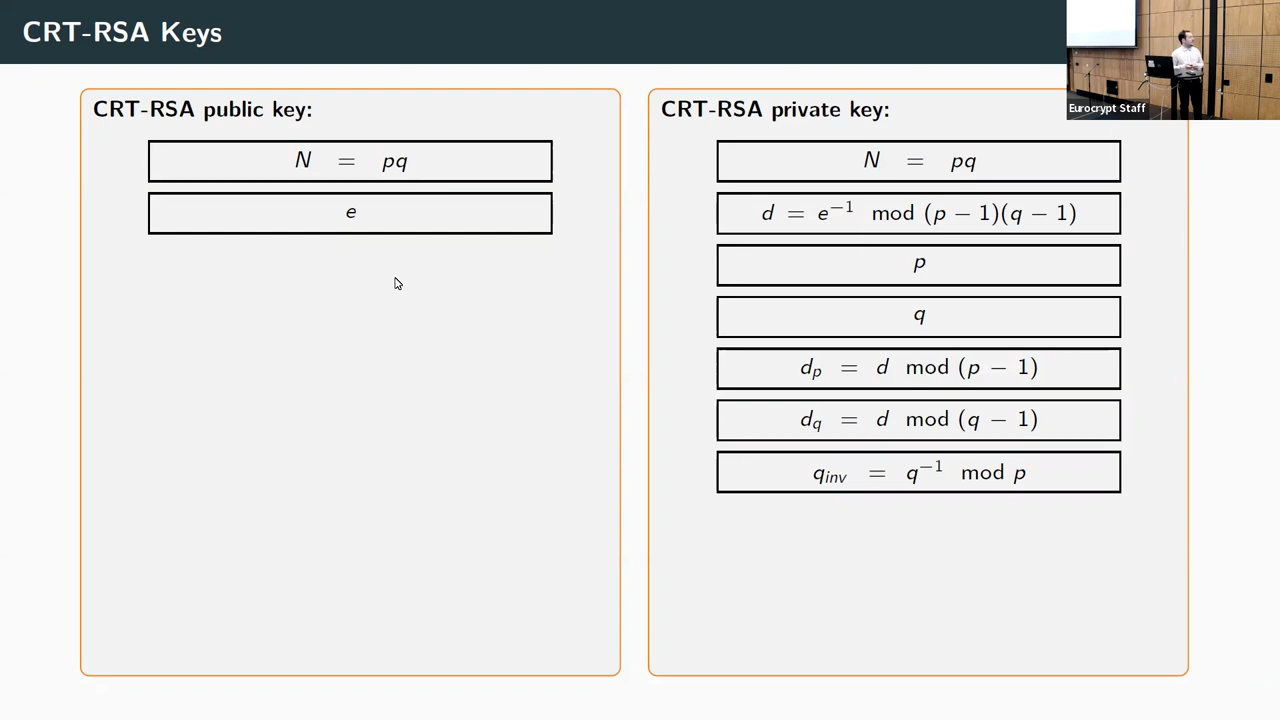 CRT-RSA Keys
Eurocrypt Staff
CRT-RSA public key:
N = pq
e
CRT-RSA private key:
N = pq
d = e⁻¹ mod (p − 1)(q − 1)
p
q
dₚ = d mod (p − 1)
d_q = d mod (q − 1)
q_inv = q⁻¹ mod p